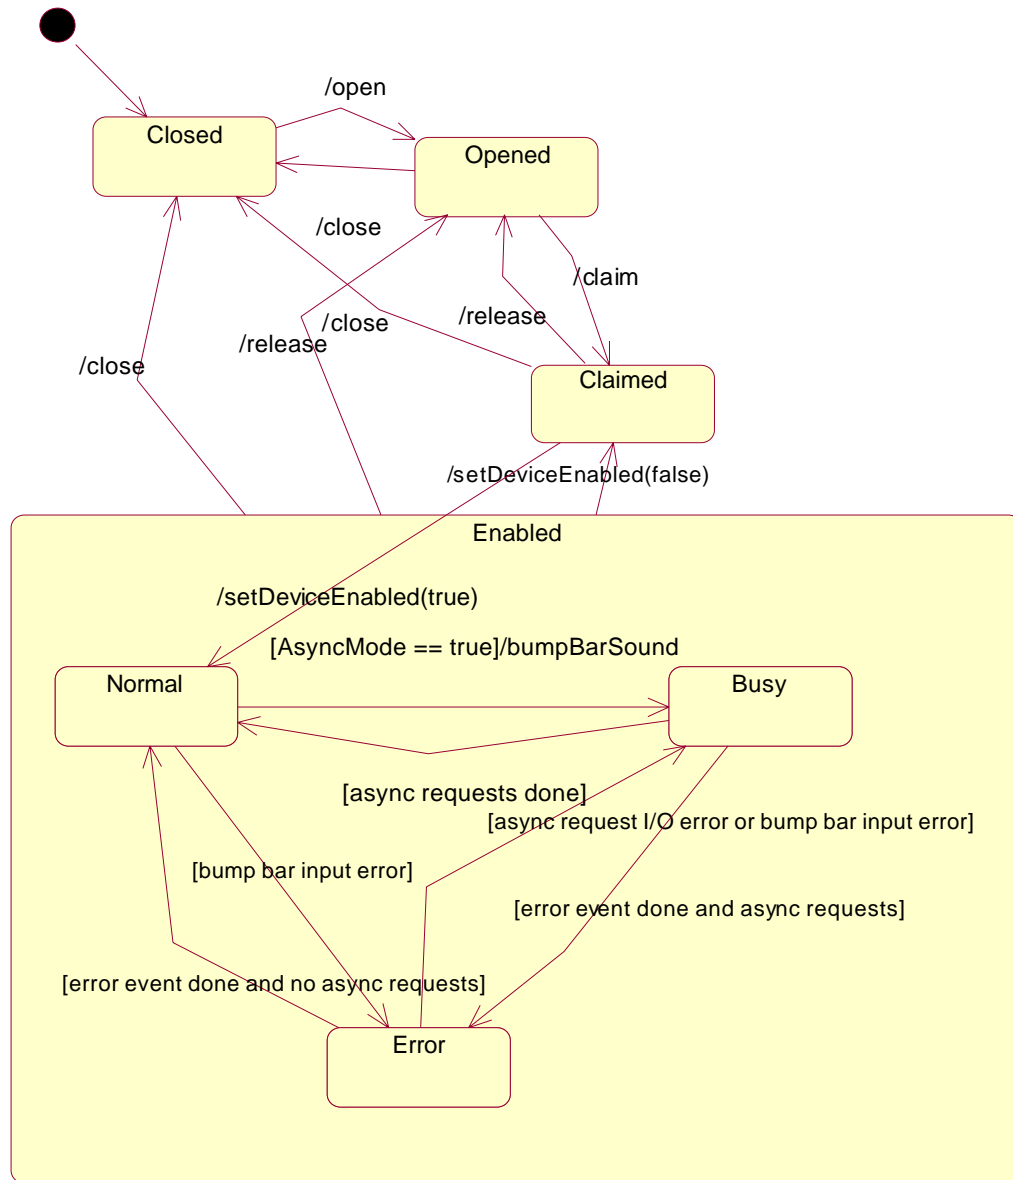 /open
Closed
Opened
/close
/claim
/release
/close
/release
/close
Claimed
/setDeviceEnabled(false)
Enabled
/setDeviceEnabled(true)
[AsyncMode == true]/bumpBarSound
Normal
Busy
[async requests done]
[async request I/O error or bump bar input error]
[bump bar input error]
[error event done and async requests]
[error event done and no async requests]
Error